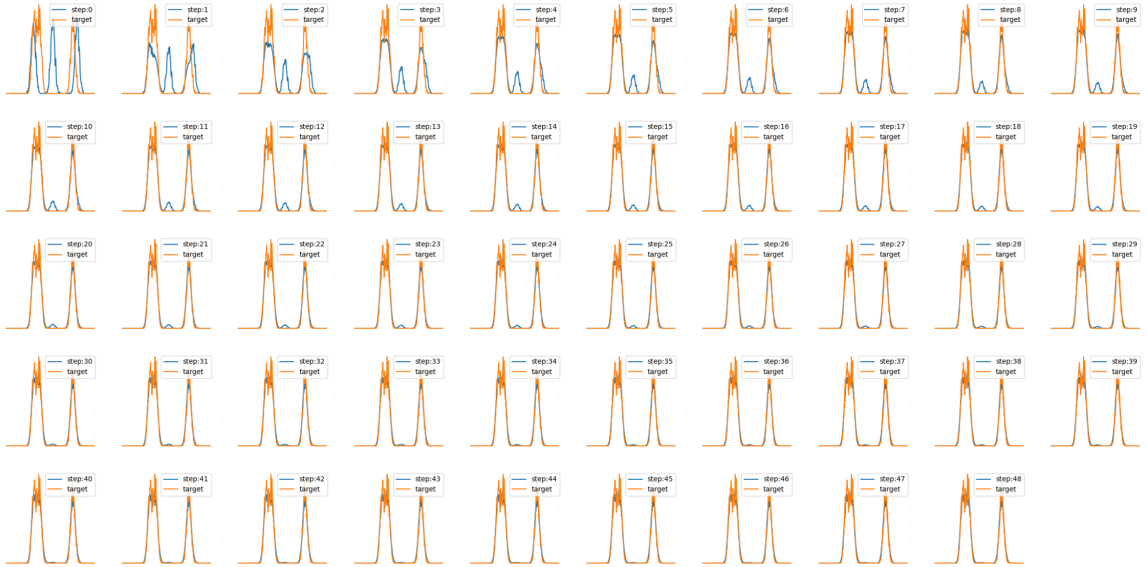 step:0
target
step:1
target
step:2
target
step:3
target
step:4
target
step:5
target
step:6
target
step:7
target
step:8
target
step:9
target
step:10
target
step:11
target
step:12
target
step:13
target
step:14
target
step:15
target
step:16
target
step:17
target
step:18
target
step:19
target
step:20
target
step:21
target
step:22
target
step:23
target
step:24
target
step:25
target
step:26
target
step:27
target
step:28
target
step:29
target
step:30
target
step:31
target
step:32
target
step:33
target
step:34
target
step:35
target
step:36
target
step:37
target
step:38
target
step:39
target
step:40
target
step:41
target
step:42
target
step:43
target
step:44
target
step:45
target
step:46
target
step:47
target
step:48
target